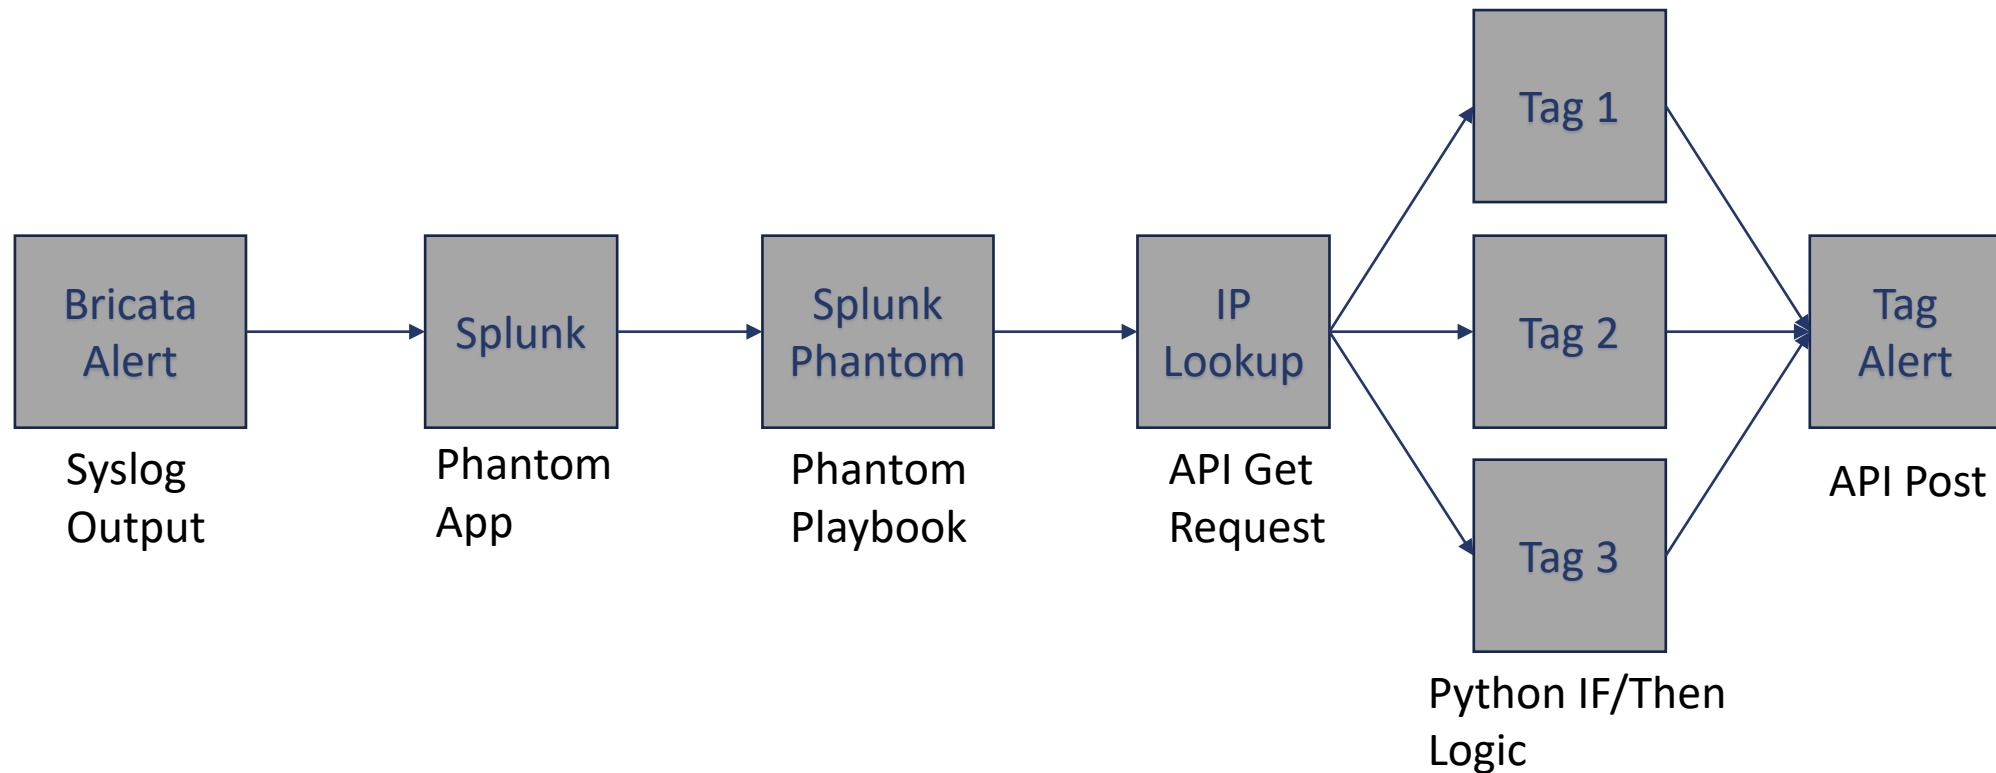 Bricata
Alert
Syslog
Output
Splunk
Phantom
App
Splunk
Phantom
Phantom
Playbook
IP
Lookup
API Get
Request
Tag 1
Tag 2
Tag 3
Python IF/Then
Logic
Tag
Alert
API Post